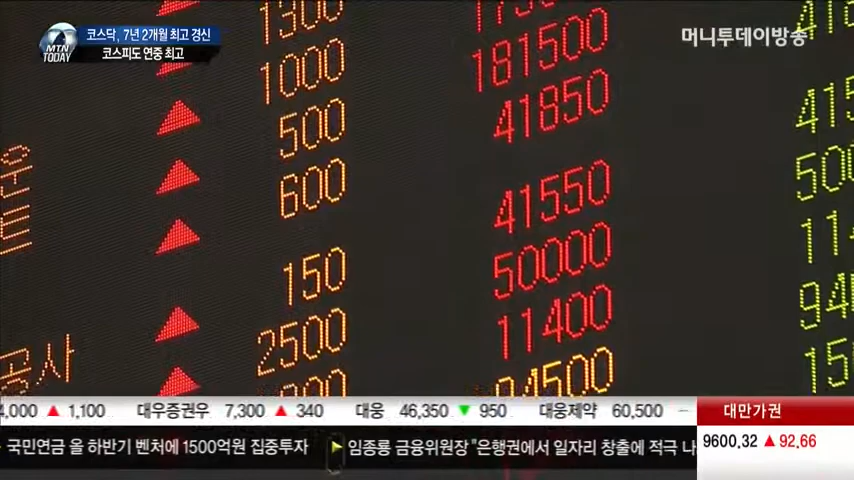 코스닥, 7년 2개월 최고 경신
코스피도 연중 최고
MTN
TODAY
머니투데이방송
1300
1000
181500
500
41850
600
41550
150
50000
2500
11400
공사
4,000 ▲ 1,100 대우증권우 7,300 ▲ 340 대웅 46,350 ▼ 950 대웅제약 60,500
대만가권
9600.32 ▲ 92.66
국민연금 올 하반기 벤처에 1500억원 집중투자
임종룡 금융위원장 "은행권에서 일자리 창출에 적극